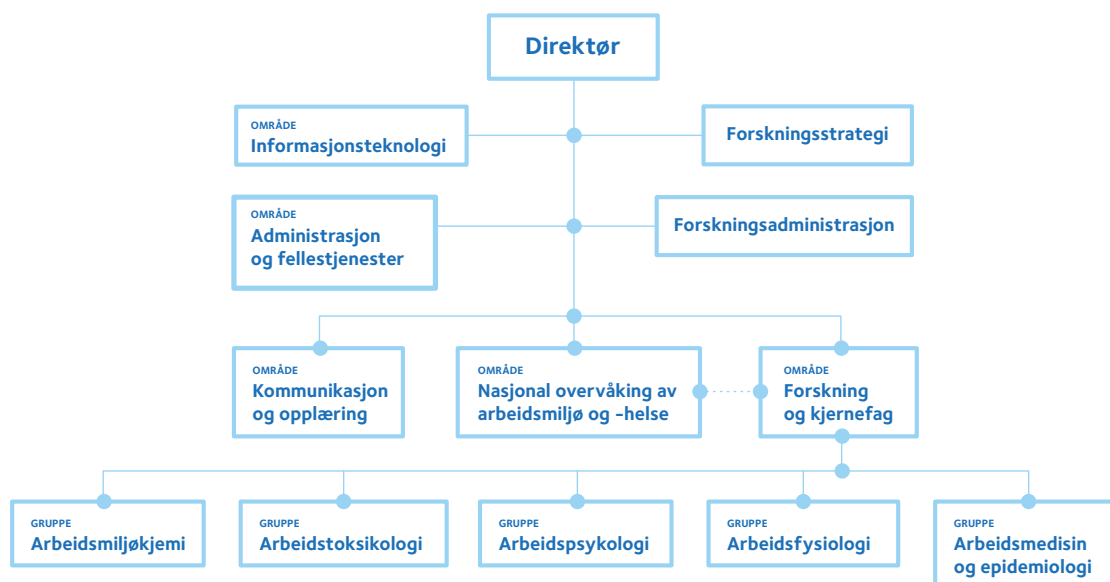 Direktør
OMRÅDE
Informasjonsteknologi
Forskningsstrategi
OMRÅDE
Administrasjon
og fellestjenester
Forskningsadministrasjon
OMRÅDE
Kommunikasjon
og opplæring
OMRÅDE
Nasjonal overvåking av
arbeidsmiljø og -helse
OMRÅDE
Forskning
og kjernefag
GRUPPE
Arbeidsmiljøkjemi
GRUPPE
Arbeidstoksikologi
GRUPPE
Arbeidspsykologi
GRUPPE
Arbeidsfysiologi
GRUPPE
Arbeidsmedisin
og epidemiologi